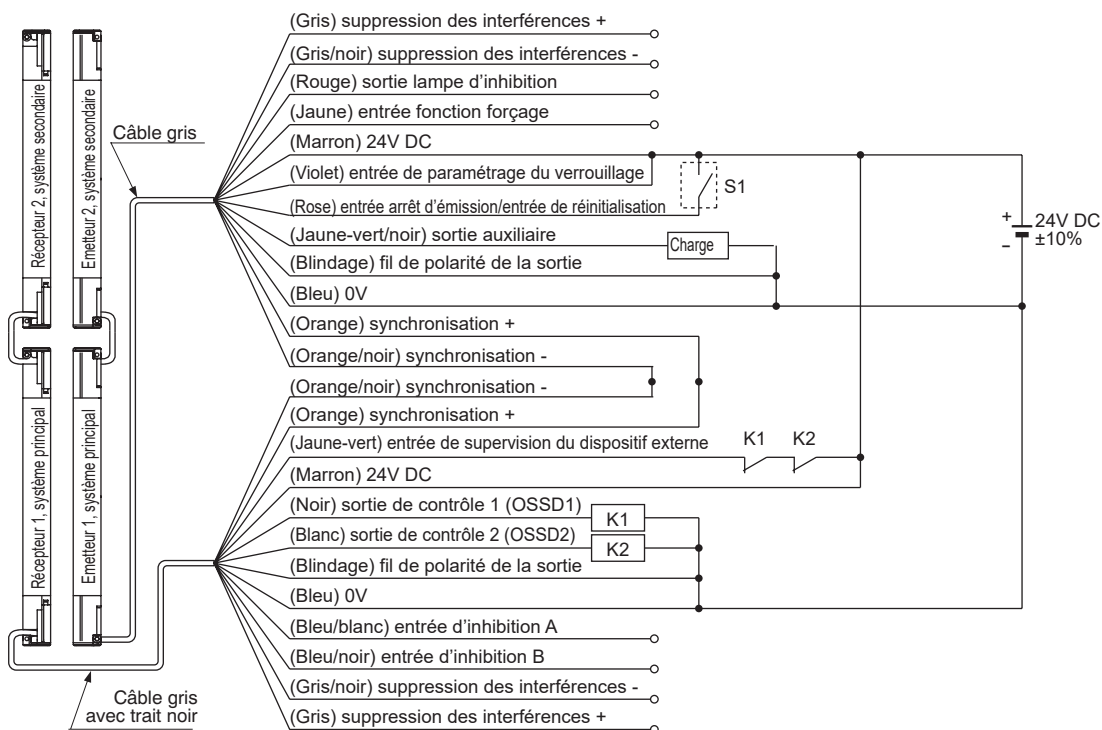 (Gris) suppression des interférences +
(Gris/noir) suppression des interférences -
(Rouge) sortie lampe d'inhibition
(Jaune) entrée fonction forçage
(Marron) 24V DC
(Violet) entrée de paramétrage du verrouillage
(Rose) entrée arrêt d'émission/entrée de réinitialisation
(Jaune-vert/noir) sortie auxiliaire
(Blindage) fil de polarité de la sortie
(Bleu) 0V
(Orange) synchronisation +
(Orange/noir) synchronisation -
(Orange/noir) synchronisation -
(Orange) synchronisation +
(Jaune-vert) entrée de supervision du dispositif externe
(Marron) 24V DC
(Noir) sortie de contrôle 1 (OSSD1)
(Blanc) sortie de contrôle 2 (OSSD2)
(Blindage) fil de polarité de la sortie
(Bleu) 0V
(Bleu/blanc) entrée d'inhibition A
(Bleu/noir) entrée d'inhibition B
(Gris/noir) suppression des interférences -
(Gris) suppression des interférences +
Câble gris
Récepteur 2, système secondaire
Emetteur 2, système secondaire
Récepteur 1, système principal
Emetteur 1, système principal
Câble gris
avec trait noir
S1
Charge
+
24V DC
-
±10%
K1
K2
K1
K2